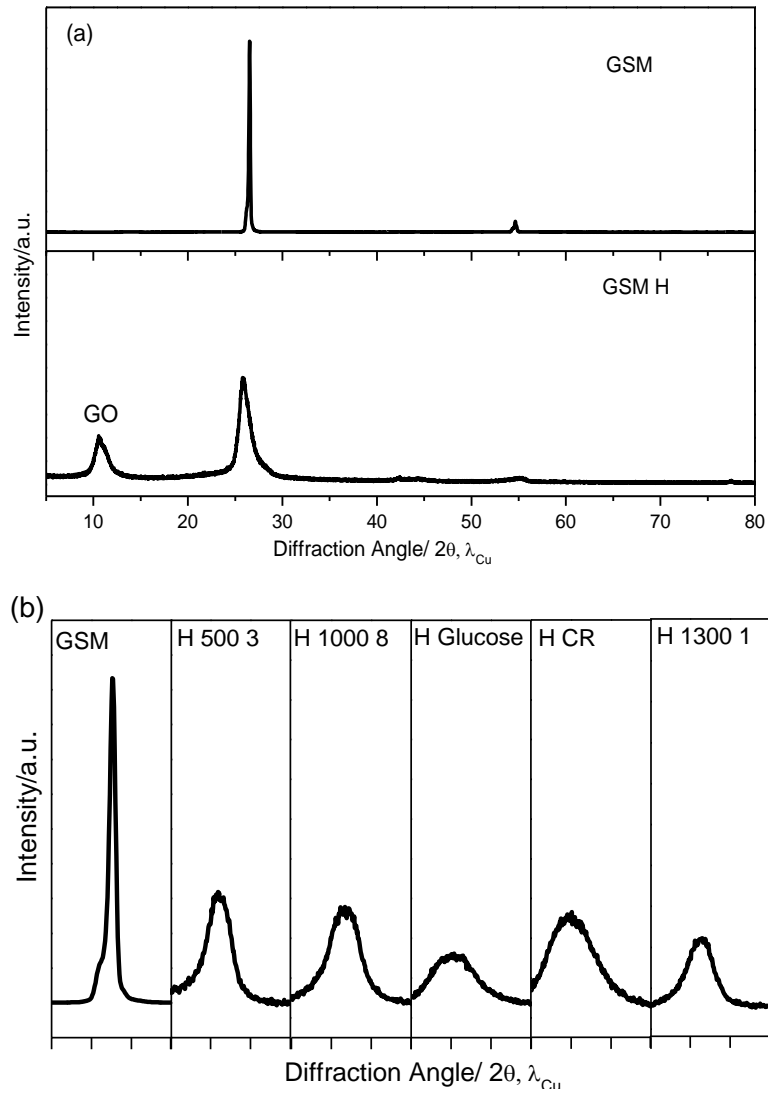 (a)
GSM
GSM H
GO
Intensity/a.u.
10 20 30 40 50 60 70 80
Diffraction Angle/ 2θ, λCu
(b)
GSM H 500 3 H 1000 8 H Glucose H CR H 1300 1
Intensity/a.u.
Diffraction Angle/ 2θ, λCu